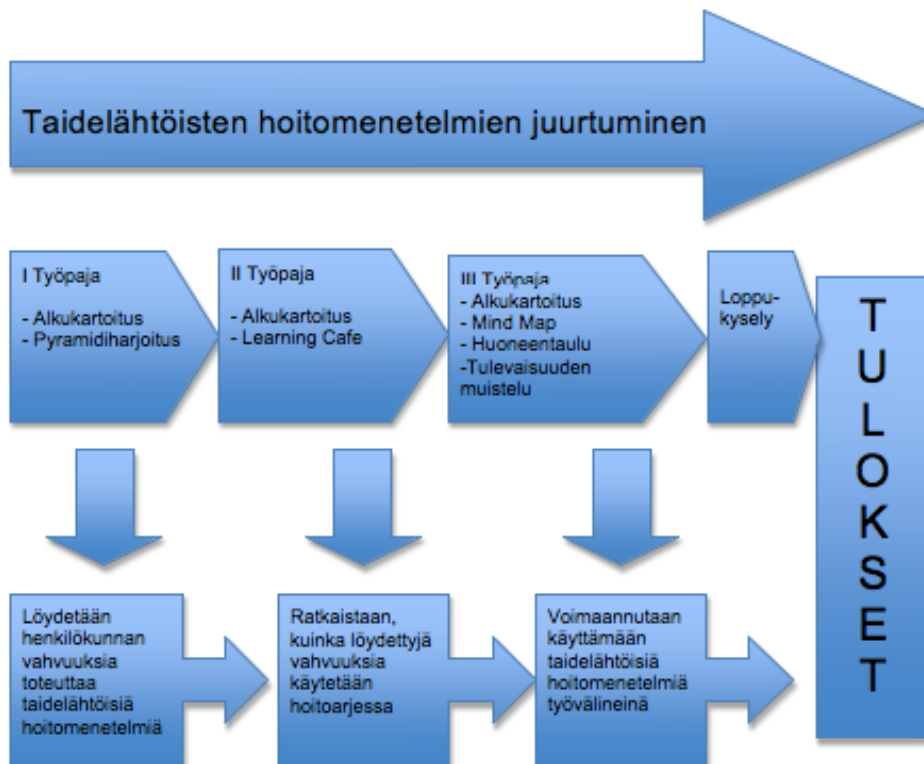 Taidelähtöisten hoitomenetelmien juurtuminen
I Työpaja
- Alkukartoitus
- Pyramidiharjoitus
II Työpaja
- Alkukartoitus
- Learning Cafe
III Työpaja
- Alkukartoitus
- Mind Map
- Huoneentaulu
-Tulevaisuuden
muistelu
Loppu-
kysely
TULOKSET
Löydetään
henkilökunnan
vahvuuksia
toteuttaa
taidelähtöisiä
hoitomenetelmiä
Ratkaistaan,
kuinka löydettyjä
vahvuuksia
käytetään
hoitoarjessa
Voimaannutaan
käyttämään
taidelähtöisiä
hoitomenetelmiä
työvälineinä